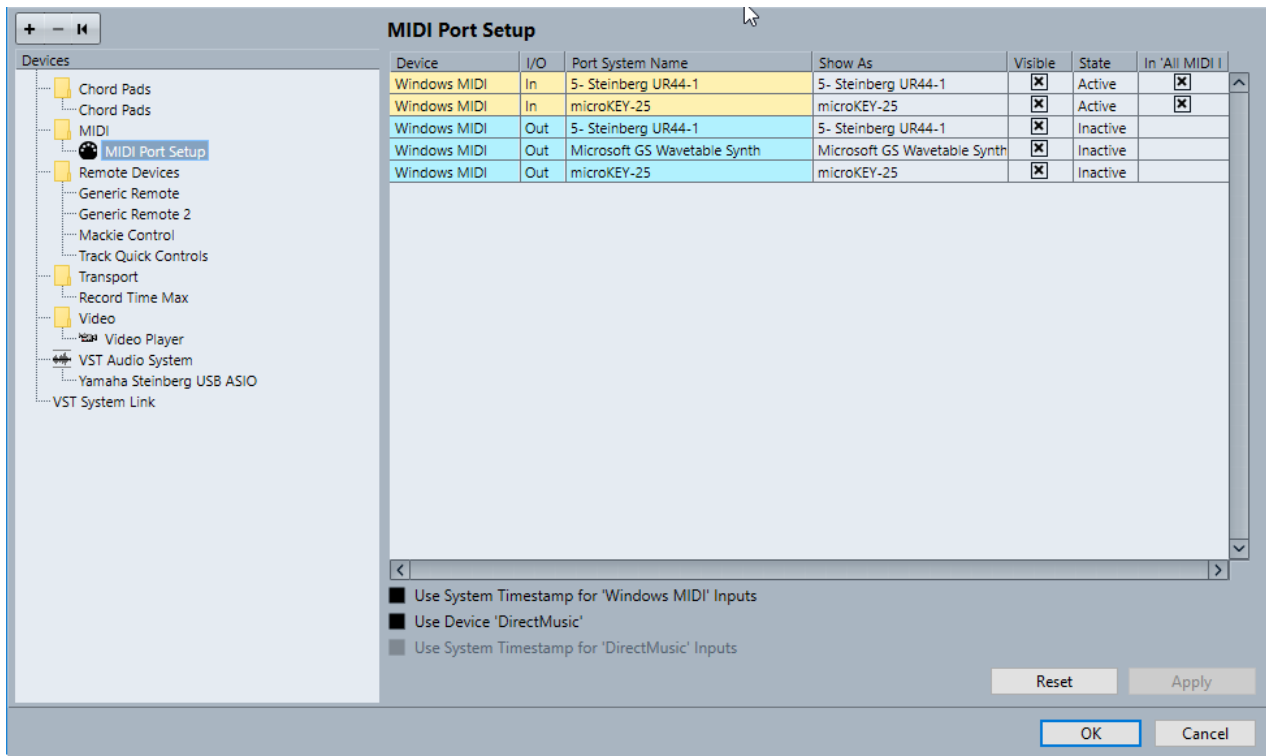 + - 
MIDI Port Setup
Devices
Chord Pads
Chord Pads
MIDI
MIDI Port Setup
Remote Devices
Generic Remote
Generic Remote 2
Mackie Control
Track Quick Controls
Transport
Record Time Max
Video
Video Player
VST Audio System
Yamaha Steinberg USB ASIO
VST System Link
Device I/O Port System Name Show As Visible State In 'All MIDI I
Windows MIDI In 5- Steinberg UR44-1 5- Steinberg UR44-1 Active
Windows MIDI In microKEY-25 microKEY-25 Active
Windows MIDI Out 5- Steinberg UR44-1 5- Steinberg UR44-1 Inactive
Windows MIDI Out Microsoft GS Wavetable Synth Microsoft GS Wavetable Synth Inactive
Windows MIDI Out microKEY-25 microKEY-25 Inactive
Use System Timestamp for 'Windows MIDI' Inputs
Use Device 'DirectMusic'
Use System Timestamp for 'DirectMusic' Inputs
Reset Apply
OK Cancel